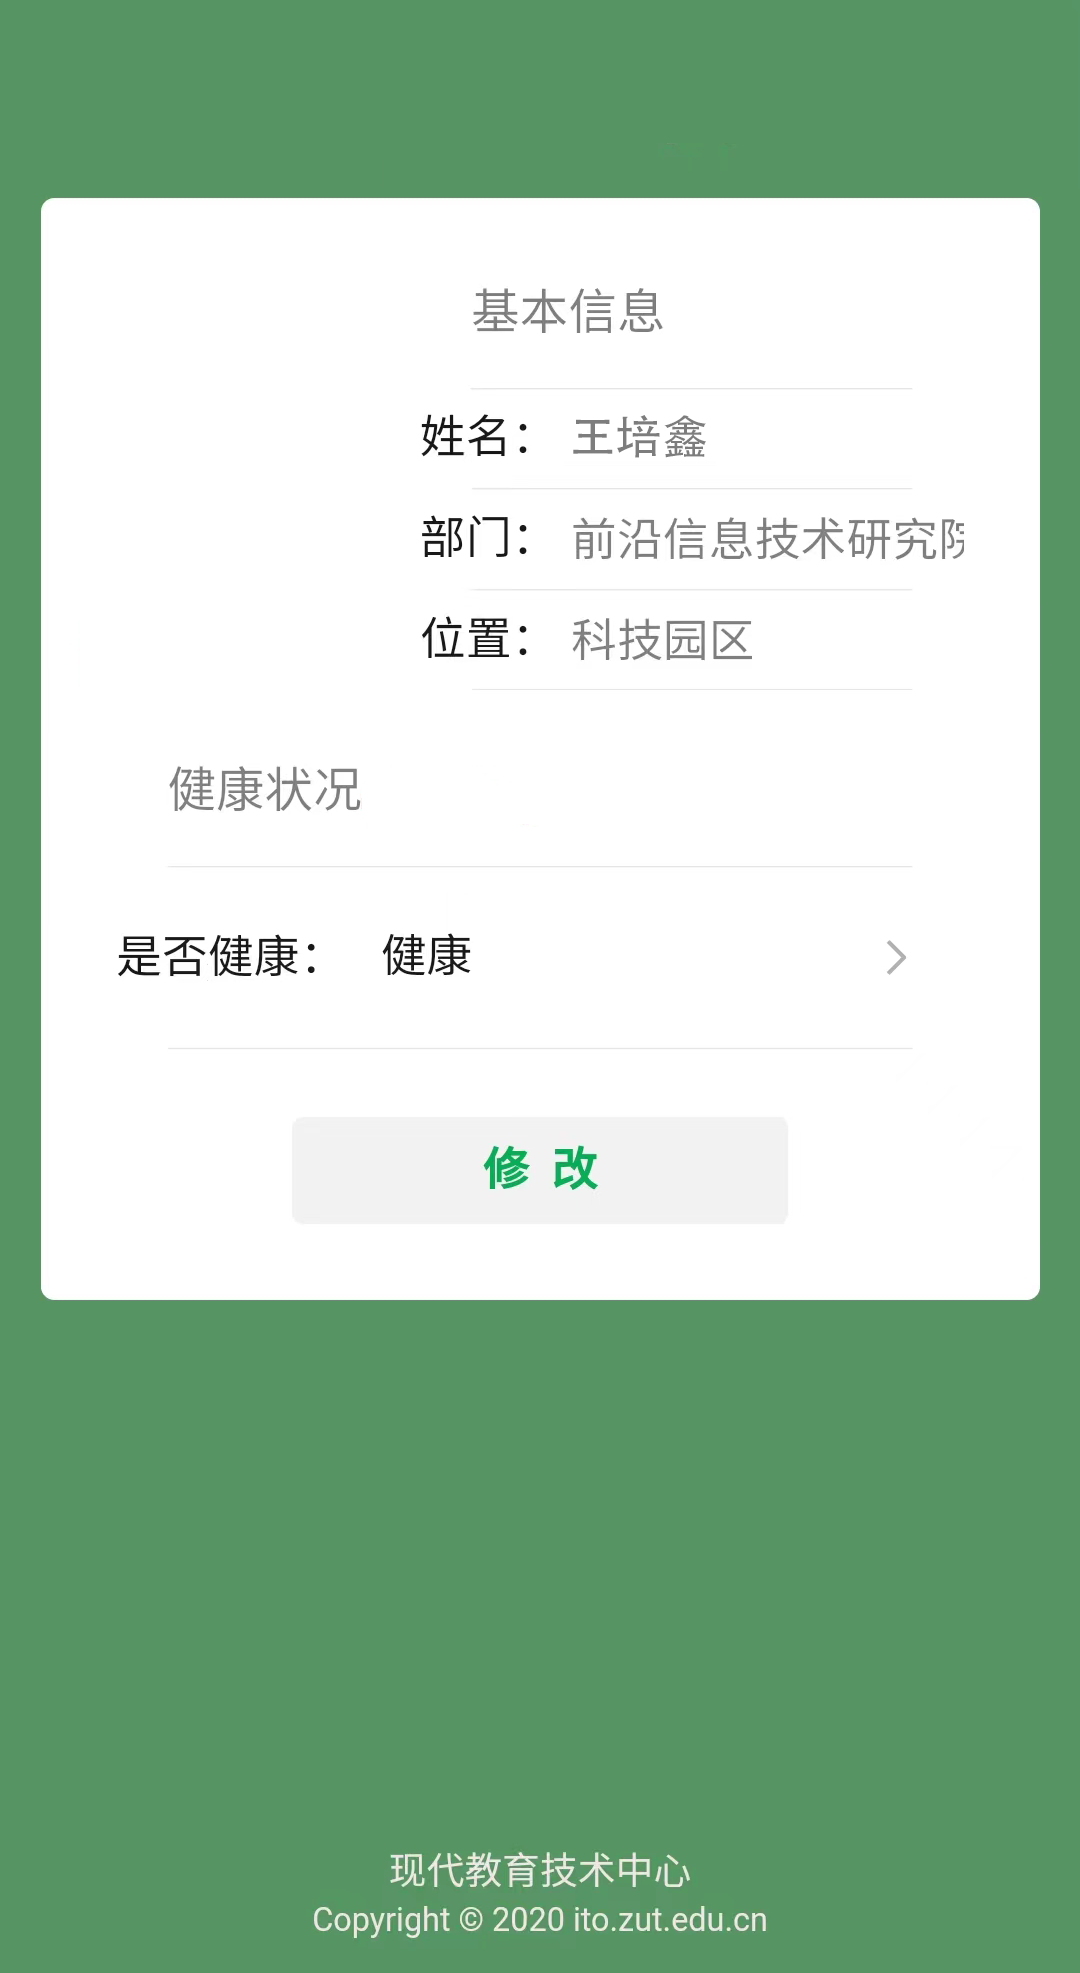 基本信息
姓名： 王培鑫
部门： 前沿信息技术研究院
位置： 科技园区
健康状况
是否健康： 健康
修 改
现代教育技术中心
Copyright © 2020 ito.zut.edu.cn